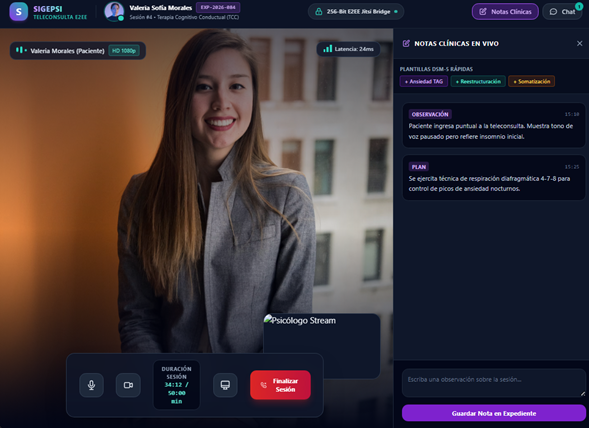 S
SIGEPSI
TELECONSULTA E2EE
Valeria Sofía Morales EXP-2026-084
Sesión #4 • Terapia Cognitivo Conductual (TCC)
256-Bit E2EE Jitsi Bridge
Notas Clínicas
Chat
Valeria Morales (Paciente) HD 1080p
Latencia: 24ms
Psicólogo Stream
DURACIÓN
SESIÓN
34:12 /
50:00
min
Finalizar
Sesión
NOTAS CLÍNICAS EN VIVO
PLANTILLAS DSM-5 RÁPIDAS
+ Ansiedad TAG + Reestructuración + Somatización
OBSERVACIÓN 15:10
Paciente ingresa puntual a la teleconsulta. Muestra tono de
voz pausado pero refiere insomnio inicial.
PLAN 15:25
Se ejercita técnica de respiración diafragmática 4-7-8 para
control de picos de ansiedad nocturnos.
Escriba una observación sobre la sesión...
Guardar Nota en Expediente